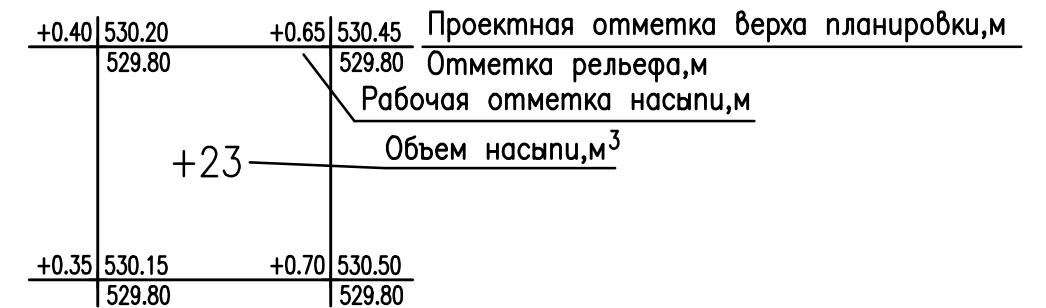 +0.40 530.20 +0.65 530.45 Проектная отметка верха планировки,м
529.80 529.80 Отметка рельефа,м
Рабочая отметка насыпи,м
+23 Объем насыпи,м³
+0.35 530.15 +0.70 530.50
529.80 529.80